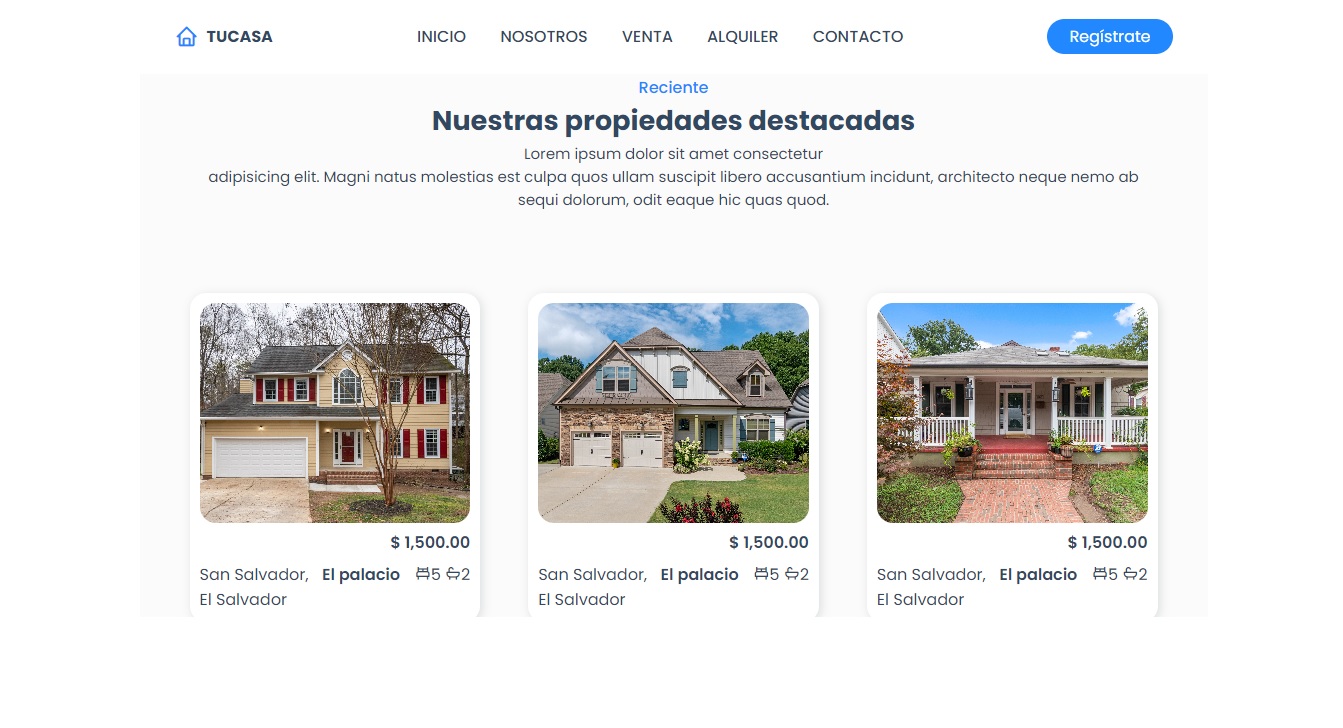 TUCASA INICIO NOSOTROS VENTA ALQUILER CONTACTO Regístrate
Reciente
Nuestras propiedades destacadas
Lorem ipsum dolor sit amet consectetur
adipisicing elit. Magni natus molestias est culpa quos ullam suscipit libero accusantium incidunt, architecto neque nemo ab
sequi dolorum, odit eaque hic quas quod.
$ 1,500.00
San Salvador, El palacio 5 2
El Salvador
$ 1,500.00
San Salvador, El palacio 5 2
El Salvador
$ 1,500.00
San Salvador, El palacio 5 2
El Salvador